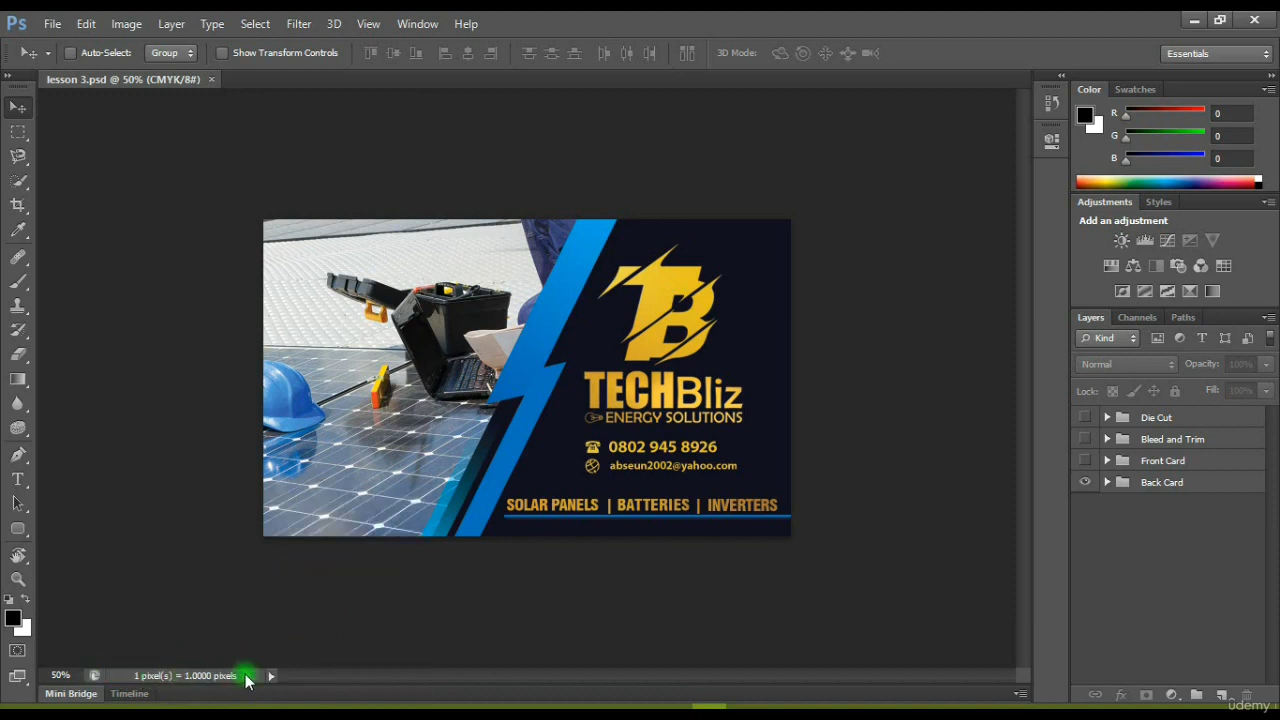 Ps File Edit Image Layer Type Select Filter 3D View Window Help
Auto-Select: Group Show Transform Controls 3D Mode: Essentials
lesson 3.psd @ 50% (CMYK/8#) ×
Color Swatches
R 0
G 0
B 0
Adjustments Styles
Add an adjustment
Layers Channels Paths
Kind
Normal Opacity: 100%
Lock: Fill: 100%
Die Cut
Bleed and Trim
Front Card
Back Card
TB
TECHBliz
ENERGY SOLUTIONS
0802 945 8926
abseun2002@yahoo.com
SOLAR PANELS | BATTERIES | INVERTERS
50% 1 pixel(s) = 1.0000 pixels
Mini Bridge Timeline
udemy